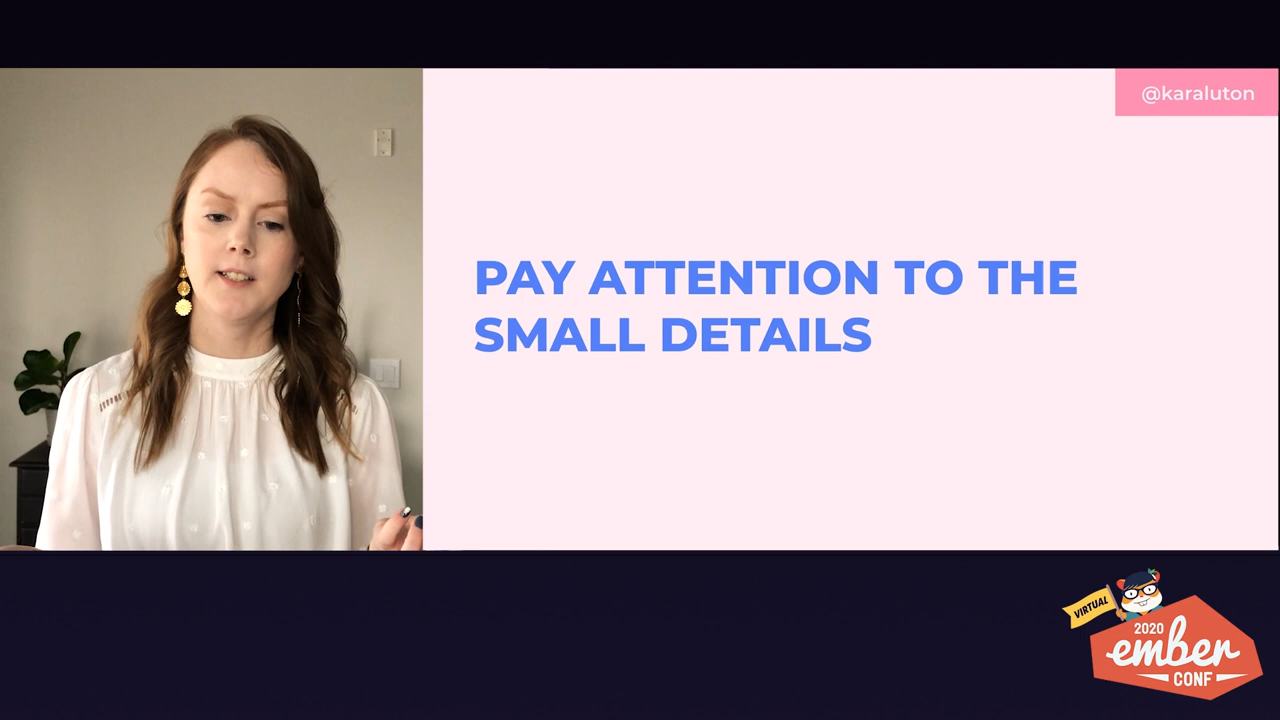 @karaluton
PAY ATTENTION TO THE
SMALL DETAILS
VIRTUAL
2020
ember
CONF